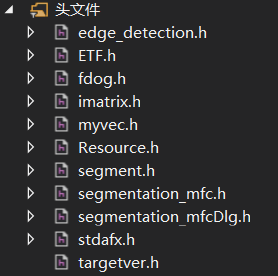 头文件
edge_detection.h
ETF.h
fdog.h
imatrix.h
myvec.h
Resource.h
segment.h
segmentation_mfc.h
segmentation_mfcDlg.h
stdafx.h
targetver.h